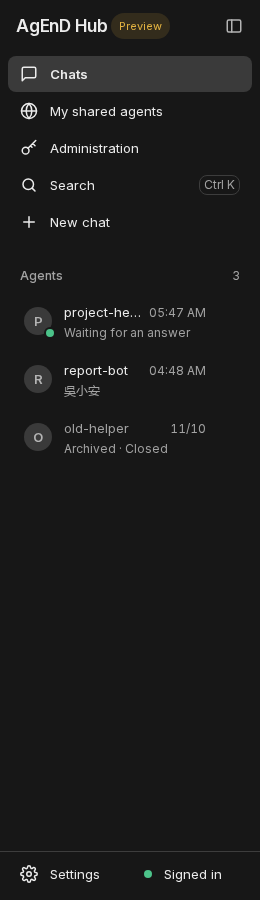 AgEnD Hub Preview
Chats
My shared agents
Administration
Search Ctrl K
New chat
Agents 3
P project-he… 05:47 AM
Waiting for an answer
R report-bot 04:48 AM
吳小安
O old-helper 11/10
Archived · Closed
Settings Signed in